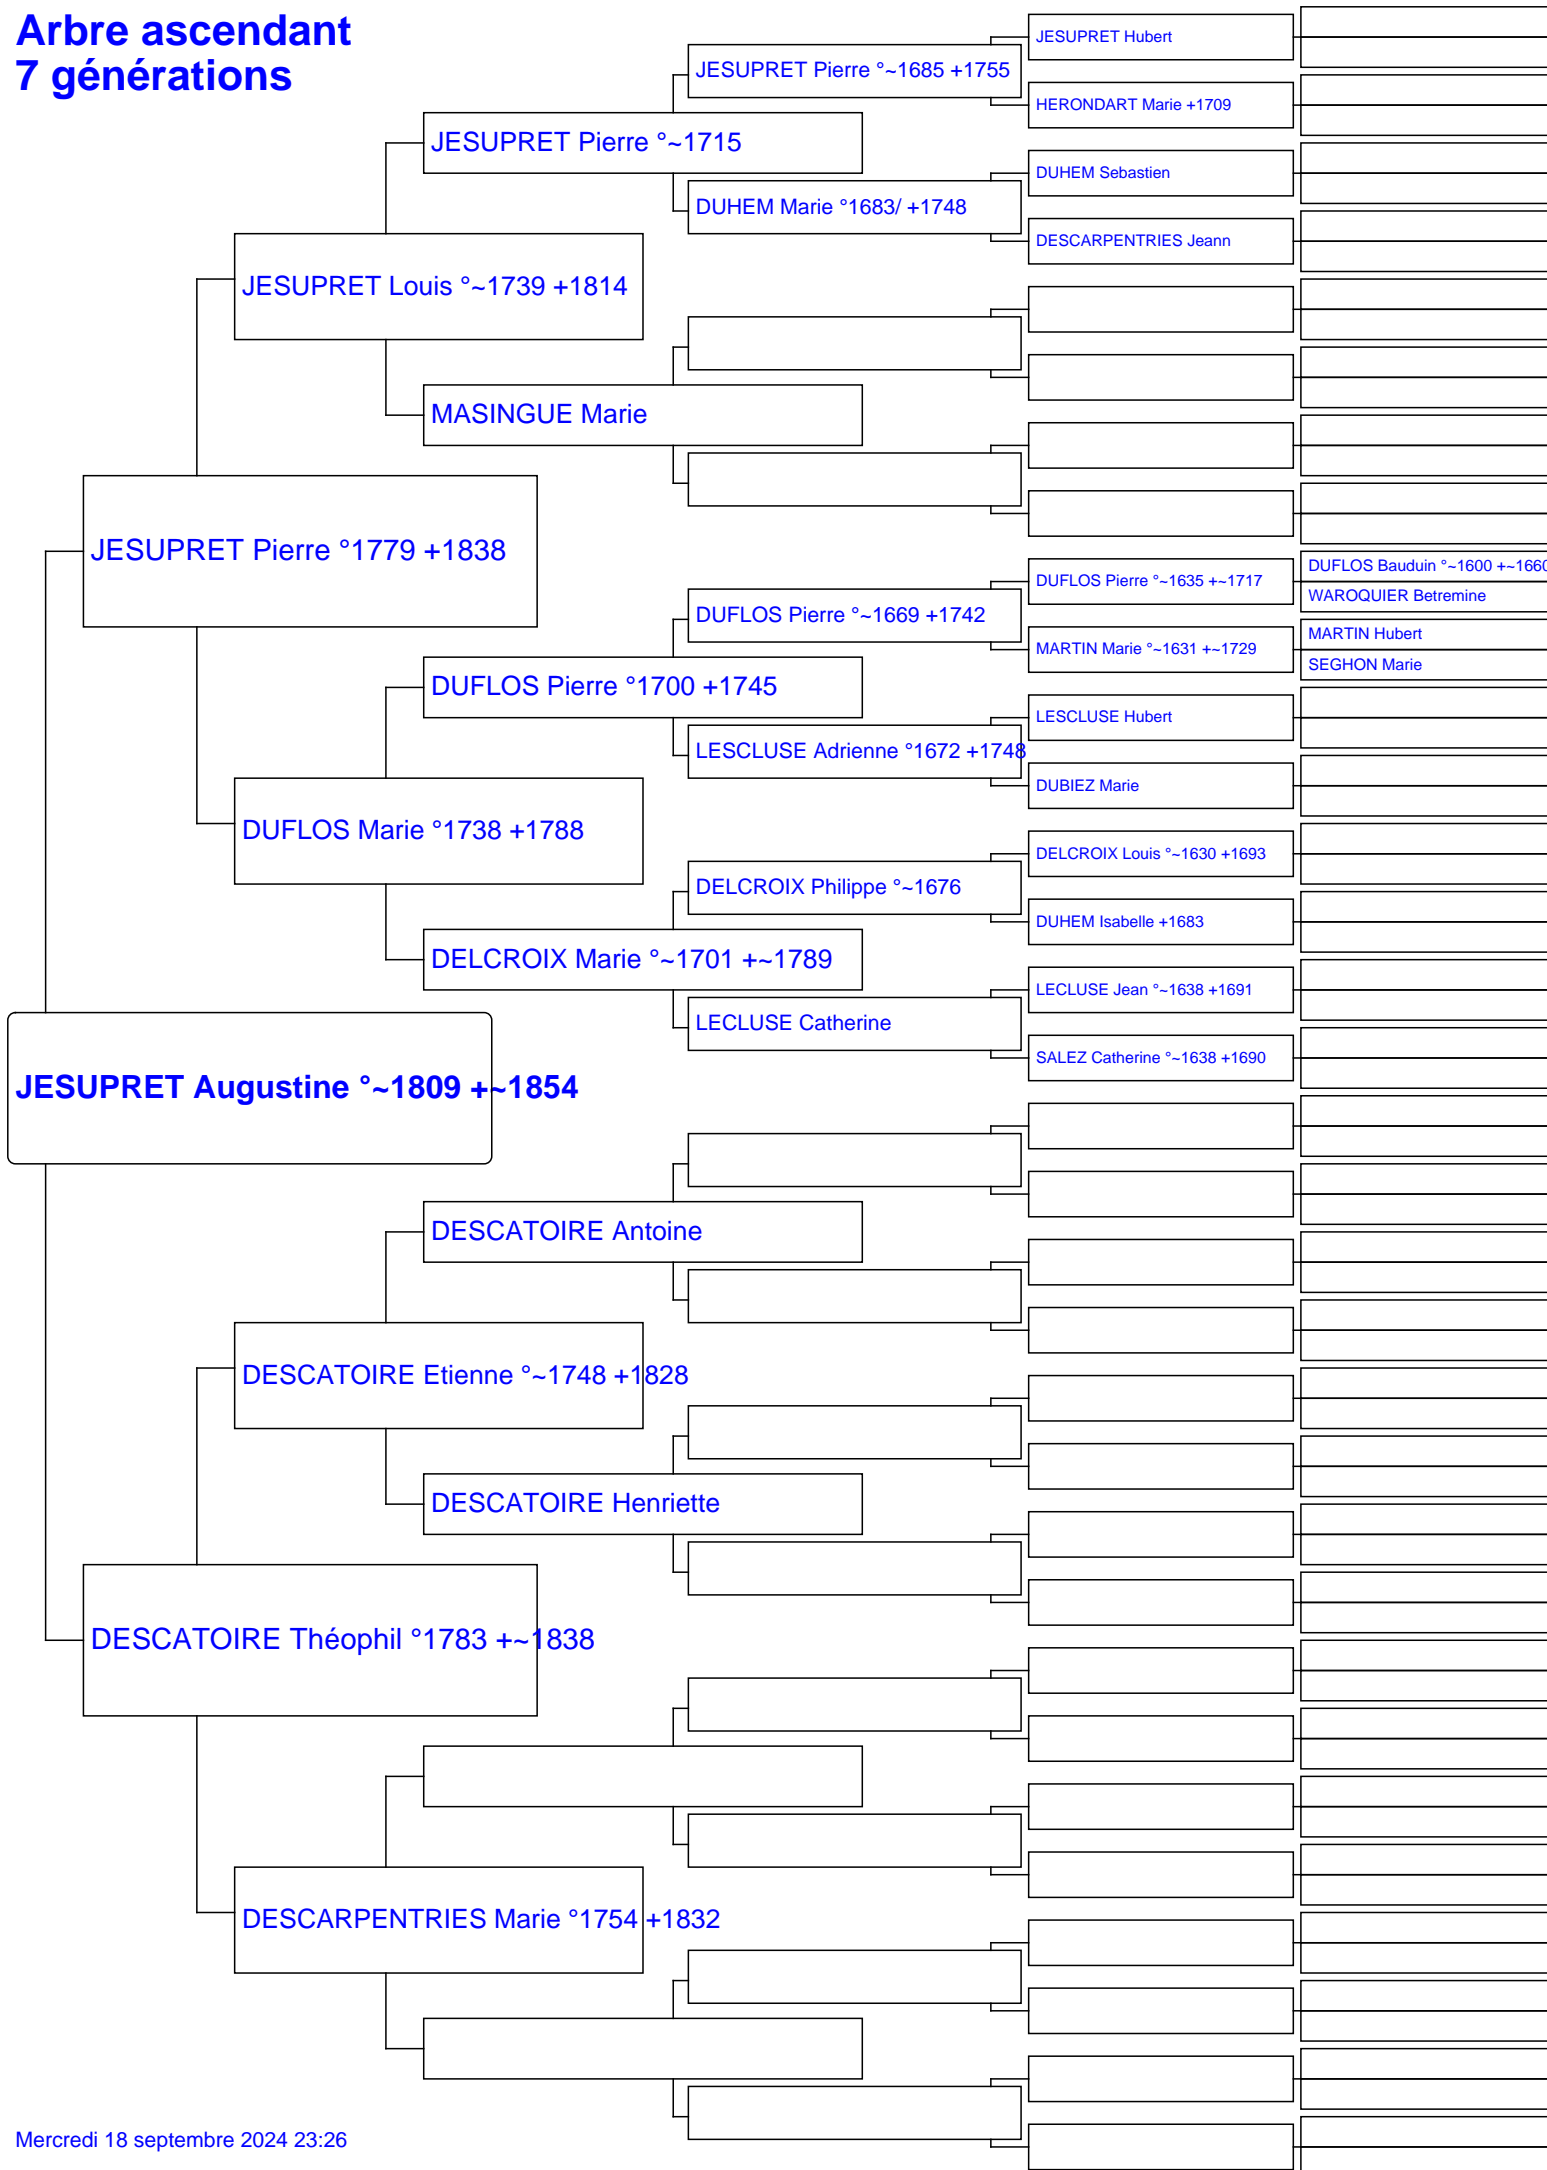 Arbre ascendant
7 générations
JESUPRET Hubert
JESUPRET Pierre °~1685 +1755
HERONDART Marie +1709
JESUPRET Pierre °~1715
DUHEM Sebastien
DUHEM Marie °1683/ +1748
DESCARPENTRIES Jeann
JESUPRET Louis °~1739 +1814
MASINGUE Marie
JESUPRET Pierre °1779 +1838
DUFLOS Bauduin °~1600 +~1660
DUFLOS Pierre °~1635 +~1717
WAROQUIER Betremine
DUFLOS Pierre °~1669 +1742
MARTIN Hubert
MARTIN Marie °~1631 +~1729
SEGHON Marie
DUFLOS Pierre °1700 +1745
LESCLUSE Hubert
LESCLUSE Adrienne °1672 +1748
DUBIEZ Marie
DUFLOS Marie °1738 +1788
DELCROIX Louis °~1630 +1693
DELCROIX Philippe °~1676
DUHEM Isabelle +1683
DELCROIX Marie °~1701 +~1789
LECLUSE Jean °~1638 +1691
LECLUSE Catherine
SALEZ Catherine °~1638 +1690
JESUPRET Augustine °~1809 +~1854
DESCATOIRE Antoine
DESCATOIRE Etienne °~1748 +1828
DESCATOIRE Henriette
DESCATOIRE Théophil °1783 +~1838
DESCARPENTRIES Marie °1754 +1832
Mercredi 18 septembre 2024 23:26